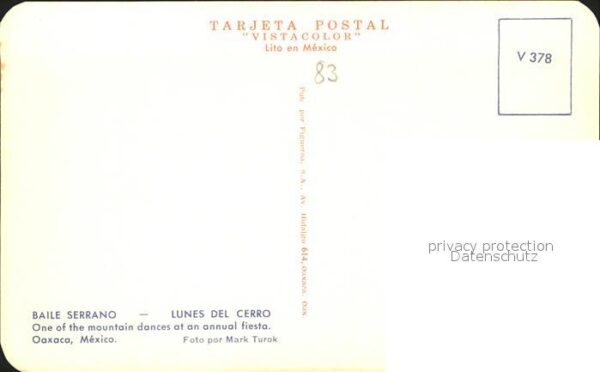 TARJETA POSTAL
"VISTACOLOR"
Lito en México
83
V 378
Pub. por Figueroa, S.A., Av. Hidalgo 614, Oaxaca, Oax.
privacy protection
Datenschutz
BAILE SERRANO — LUNES DEL CERRO
One of the mountain dances at an annual fiesta.
Oaxaca, México. Foto por Mark Turok